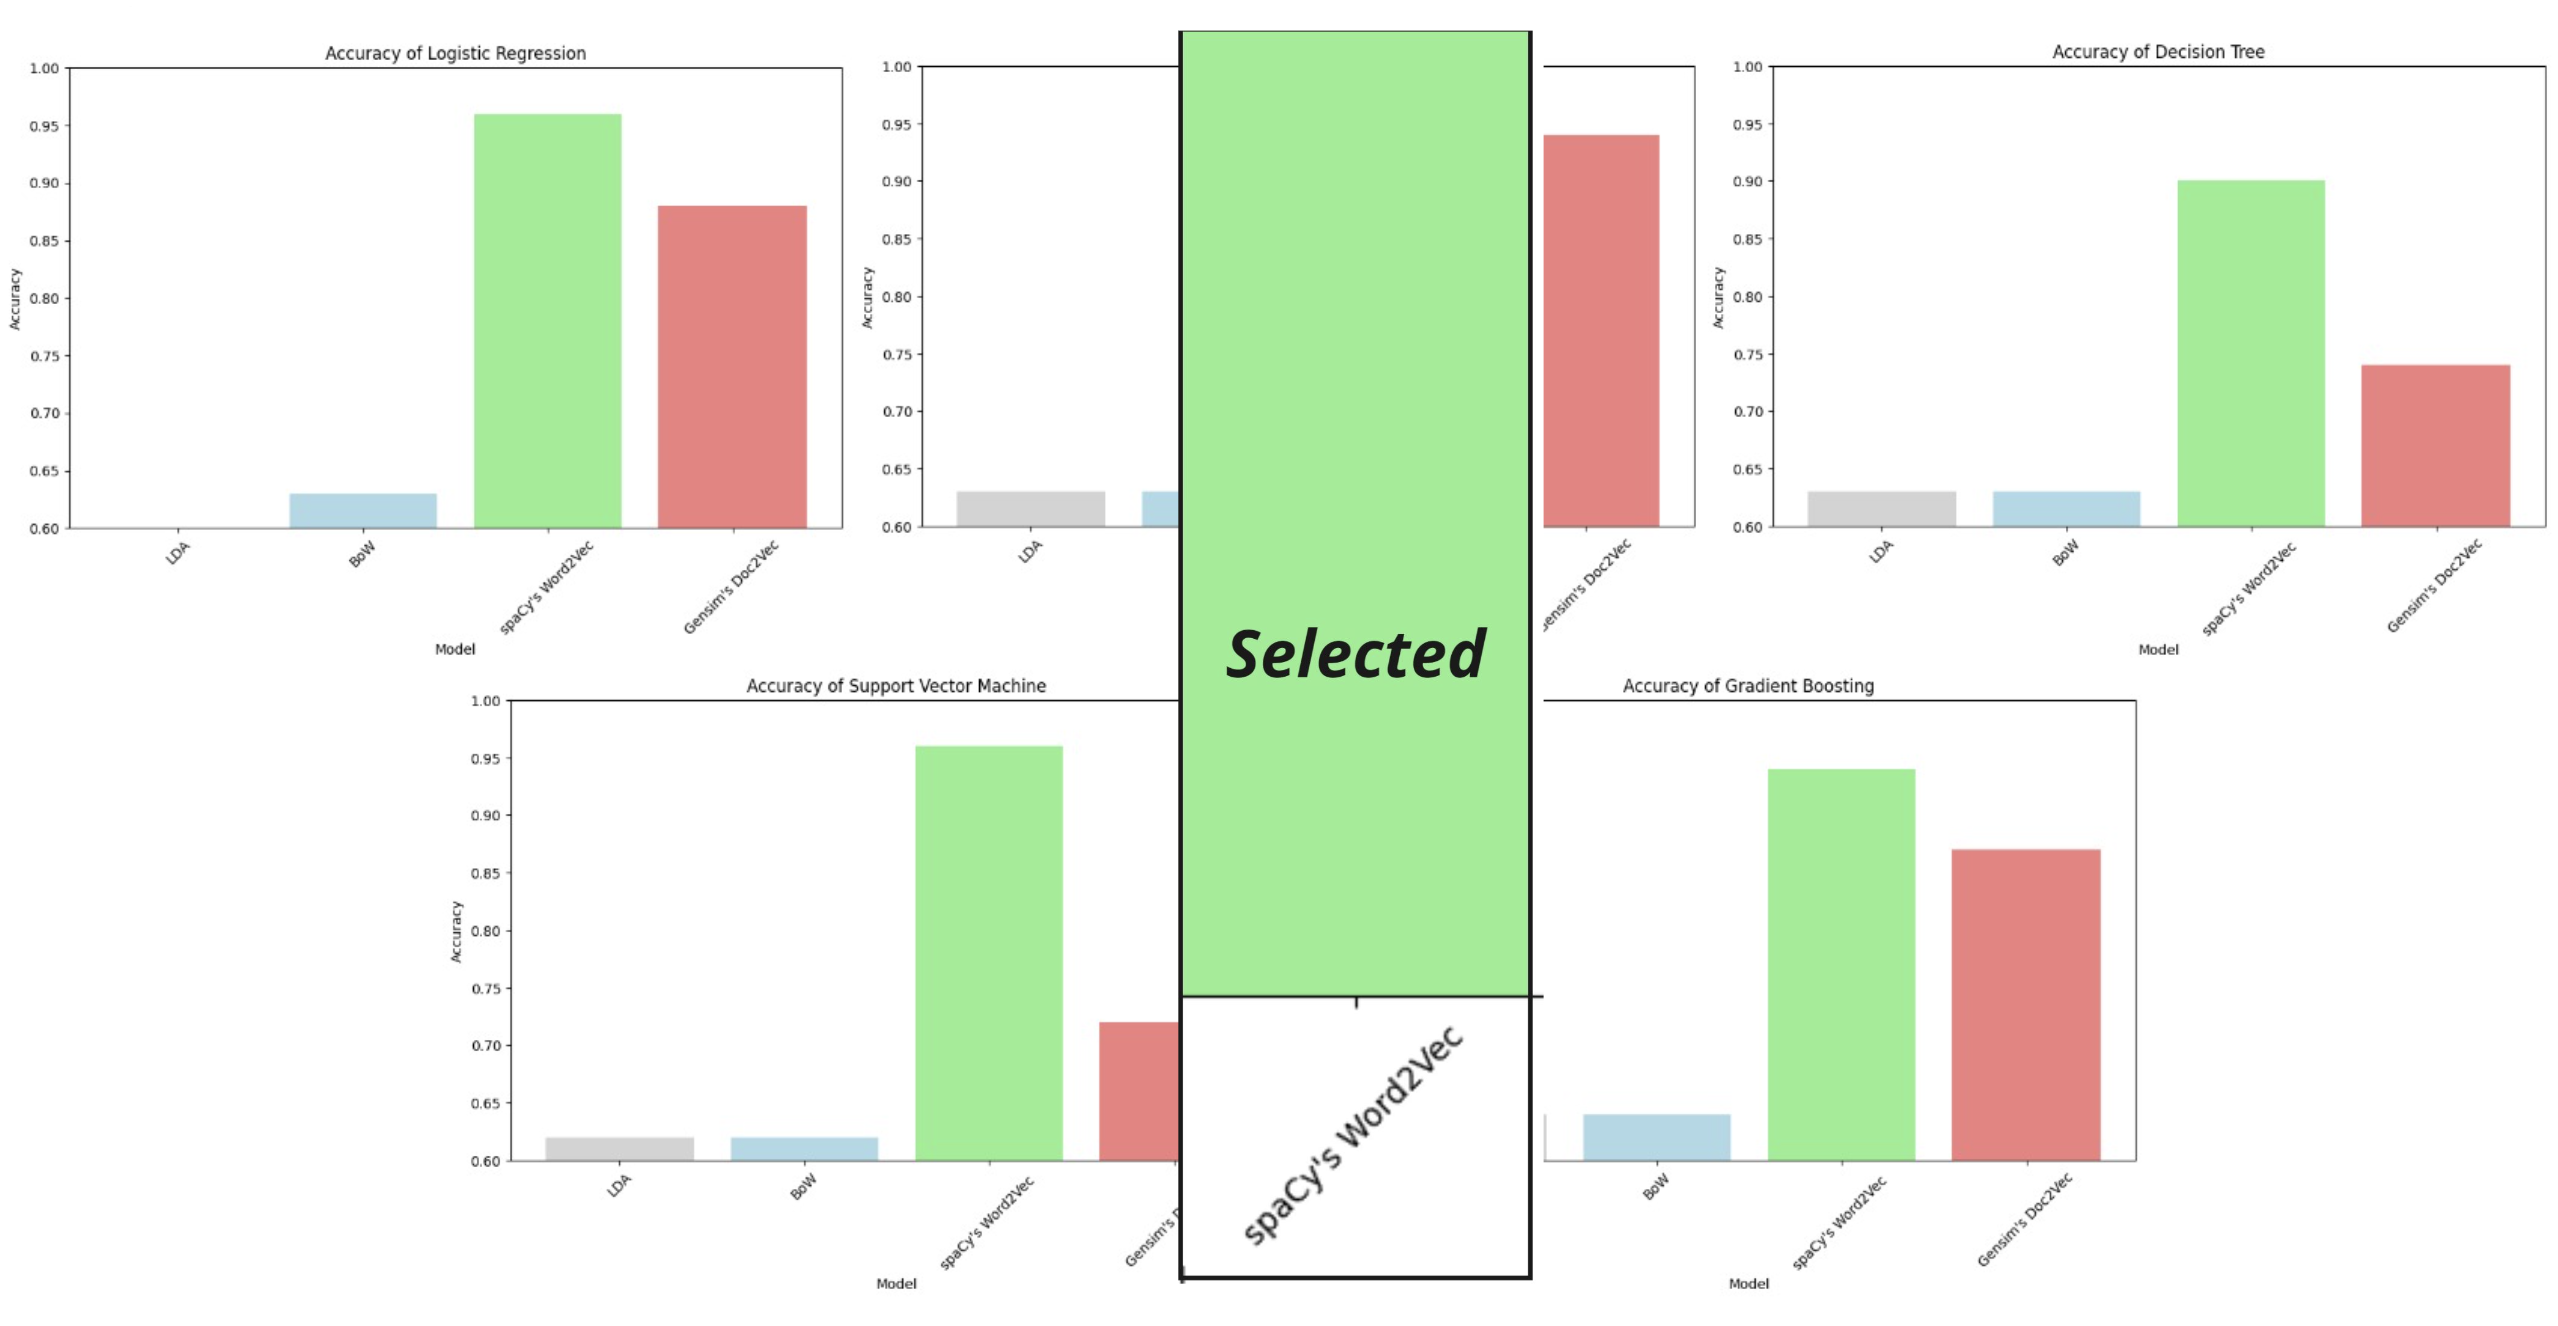 Accuracy of Logistic Regression
1.00
0.95
0.90
0.85
0.80
0.75
0.70
0.65
0.60
Accuracy
LDA
BoW
spaCy's Word2Vec
Gensim's Doc2Vec
Model
1.00
0.95
0.90
0.85
0.80
0.75
0.70
0.65
0.60
Accuracy
LDA
Doc2Vec
Accuracy of Decision Tree
1.00
0.95
0.90
0.85
0.80
0.75
0.70
0.65
0.60
Accuracy
LDA
BoW
spaCy's Word2Vec
Gensim's Doc2Vec
Model
Selected
spaCy's Word2Vec
Accuracy of Support Vector Machine
1.00
0.95
0.90
0.85
0.80
0.75
0.70
0.65
0.60
Accuracy
LDA
BoW
spaCy's Word2Vec
Gensim's
Model
Accuracy of Gradient Boosting
BoW
spaCy's Word2Vec
Gensim's Doc2Vec
Model